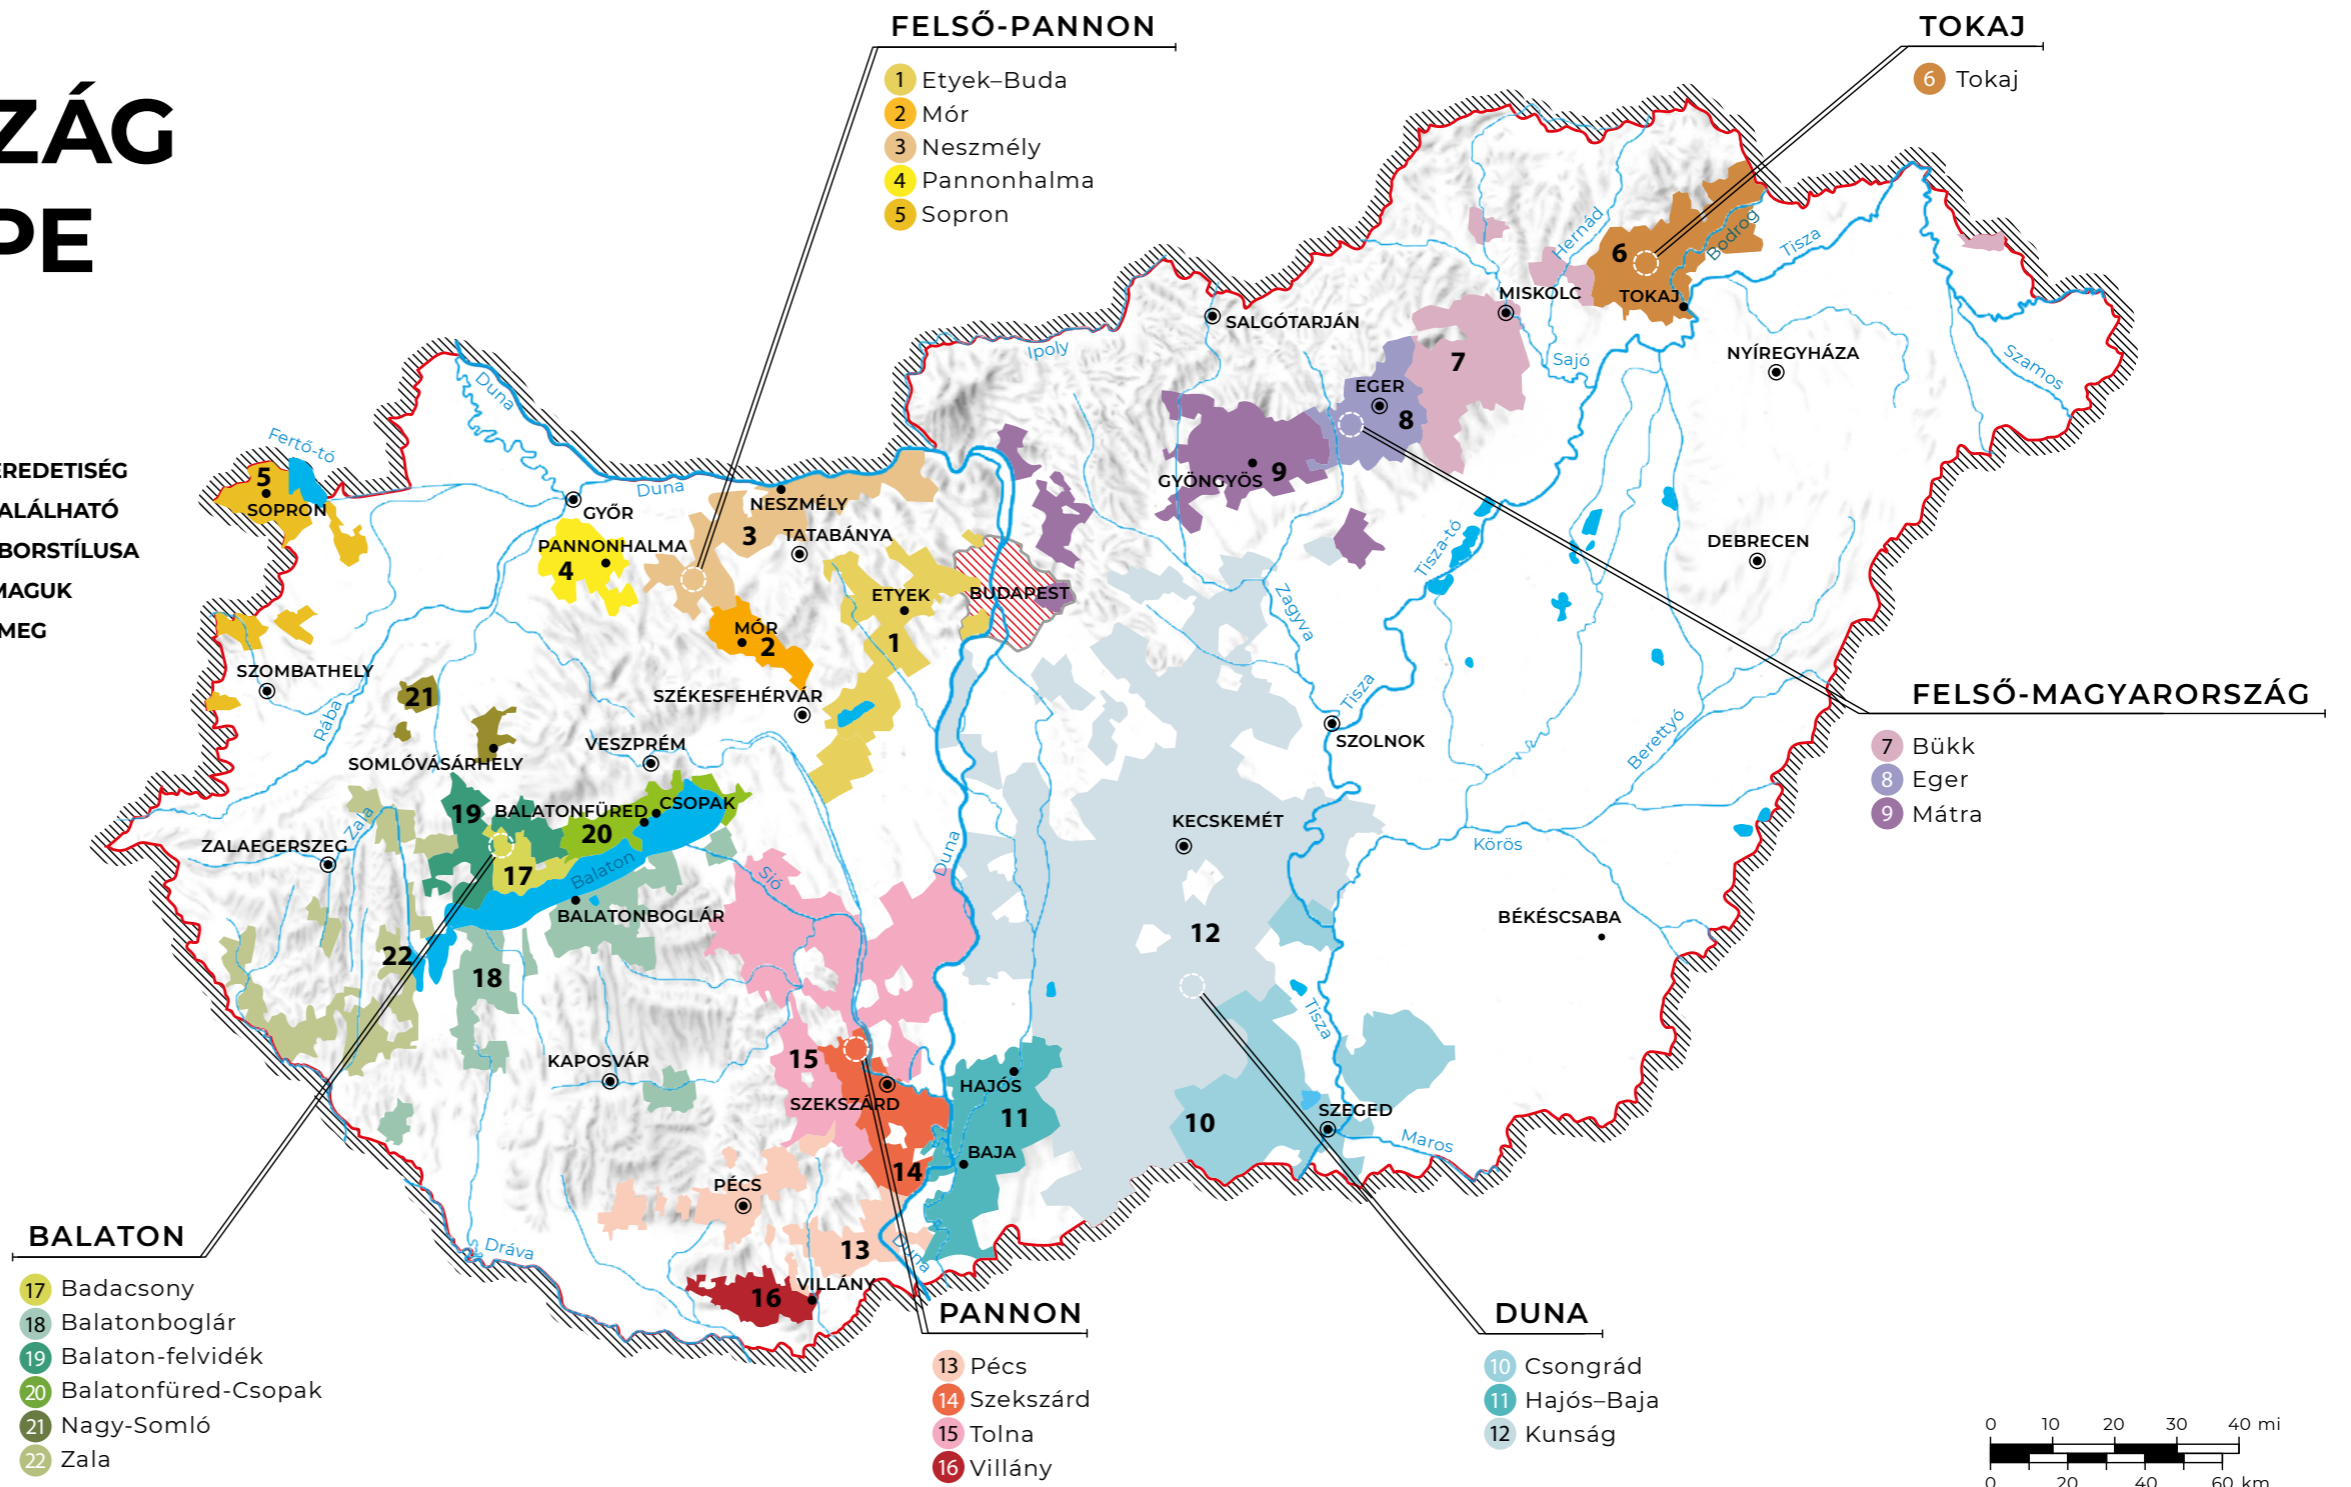 ZÁG
PE
EREDETISÉG
ALÁLHATÓ
BORSTÍLUSA
MAGUK
MEG
FELSŐ-PANNON
1 Etyek–Buda
2 Mór
3 Neszmély
4 Pannonhalma
5 Sopron
TOKAJ
6 Tokaj
FELSŐ-MAGYARORSZÁG
7 Bükk
8 Eger
9 Mátra
BALATON
17 Badacsony
18 Balatonboglár
19 Balaton-felvidék
20 Balatonfüred-Csopak
21 Nagy-Somló
22 Zala
PANNON
13 Pécs
14 Szekszárd
15 Tolna
16 Villány
DUNA
10 Csongrád
11 Hajós–Baja
12 Kunság
6
Hernád
Bodrog
Tisza
MISKOLC
TOKAJ
SALGÓTARJÁN
Ipoly
Sajó
NYÍREGYHÁZA
Szamos
7
EGER
8
Duna
Fertő-tó
5
SOPRON
GYÖNGYÖS
9
Duna
NESZMÉLY
GYŐR
3
TATABÁNYA
PANNONHALMA
4
Tisza-tó
DEBRECEN
ETYEK
BUDAPEST
1
MÓR
2
Zagyva
SZOMBATHELY
21
SZÉKESFEHÉRVÁR
Rába
Tisza
SZOLNOK
Berettyó
VESZPRÉM
SOMLÓVÁSÁRHELY
19
BALATONFÜRED
CSOPAK
20
Zala
ZALAEGERSZEG
17
Balaton
BALATONBOGLÁR
Sió
Duna
KECSKEMÉT
Körös
BÉKÉSCSABA
12
22
18
Tisza
KAPOSVÁR
15
SZEKSZÁRD
HAJÓS
11
10
SZEGED
Maros
14
BAJA
PÉCS
13
Duna
Dráva
VILLÁNY
16
0 10 20 30 40 mi
0 20 40 60 km